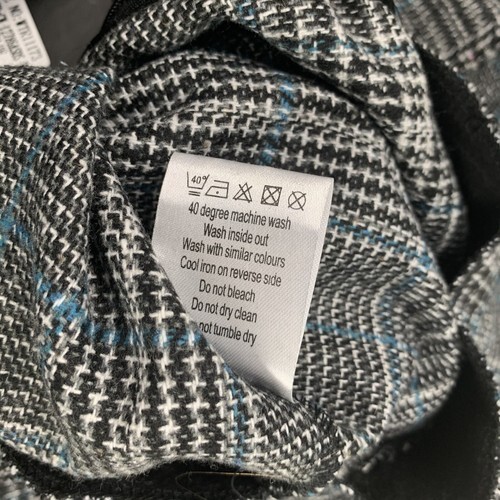 40°
40 degree machine wash
Wash inside out
Wash with similar colours
Cool iron on reverse side
Do not bleach
Do not dry clean
not tumble dry